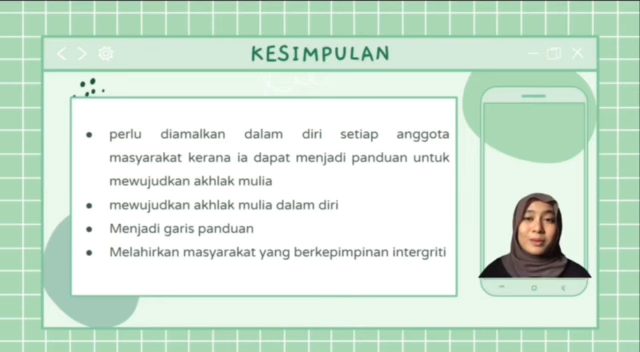 KESIMPULAN
perlu diamalkan dalam diri setiap anggota
masyarakat kerana ia dapat menjadi panduan untuk
mewujudkan akhlak mulia
mewujudkan akhlak mulia dalam diri
Menjadi garis panduan
Melahirkan masyarakat yang berkepimpinan intergriti